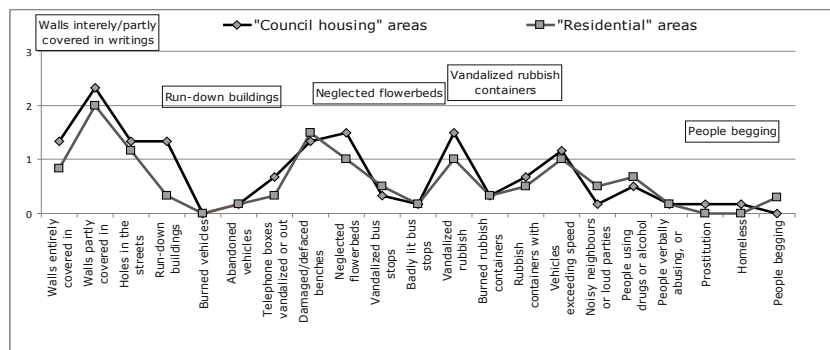 Walls interely/partly
covered in writings
"Council housing" areas
"Residential" areas
Run-down buildings
Neglected flowerbeds
Vandalized rubbish
containers
People begging
3
2
1
0
Walls entirely
covered in
Walls partly
covered in
Holes in the
streets
Run-down
buildings
Burned vehicles
Abandoned
vehicles
Telephone boxes
vandalized or out
Damaged/defaced
benches
Neglected
flowerbeds
Vandalized bus
stops
Badly lit bus
stops
Vandalized
rubbish
Burned rubbish
containers
Rubbish
containers with
Vehicles
exceeding speed
Noisy neighbours
or loud parties
People using
drugs or alcohol
People verbally
abusing, or
Prostitution
Homeless
People begging